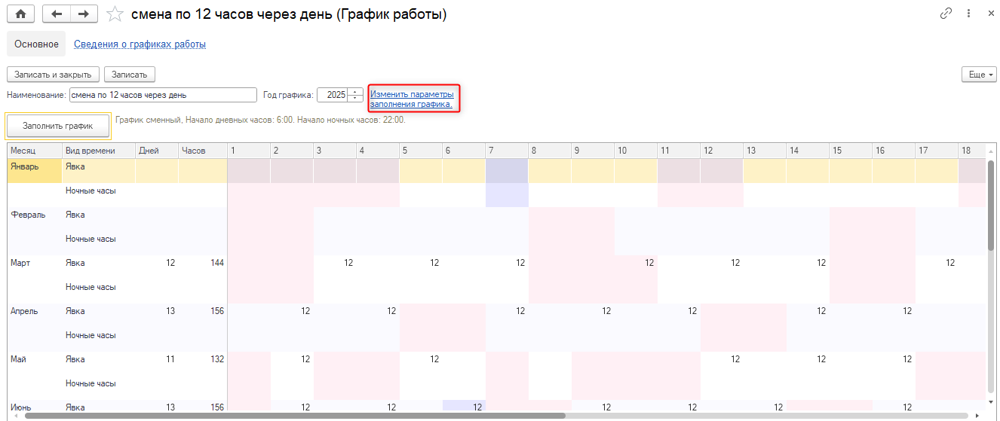 смена по 12 часов через день (График работы)
Основное Сведения о графиках работы
Записать и закрыть Записать Еще
Наименование: смена по 12 часов через день Год графика: 2025 Изменить параметры
заполнения графика.
Заполнить график График сменный, Начало дневных часов: 6:00. Начало ночных часов: 22:00.
Месяц Вид времени Дней Часов 1 2 3 4 5 6 7 8 9 10 11 12 13 14 15 16 17 18
Январь Явка
Ночные часы
Февраль Явка
Ночные часы
Март Явка 12 144 12 12 12 12 12 12 12
Ночные часы
Апрель Явка 13 156 12 12 12 12 12 12 12
Ночные часы
Май Явка 11 132 12 12 12 12 12
Ночные часы
Июнь Явка 13 156 12 12 12 12 12 12 12